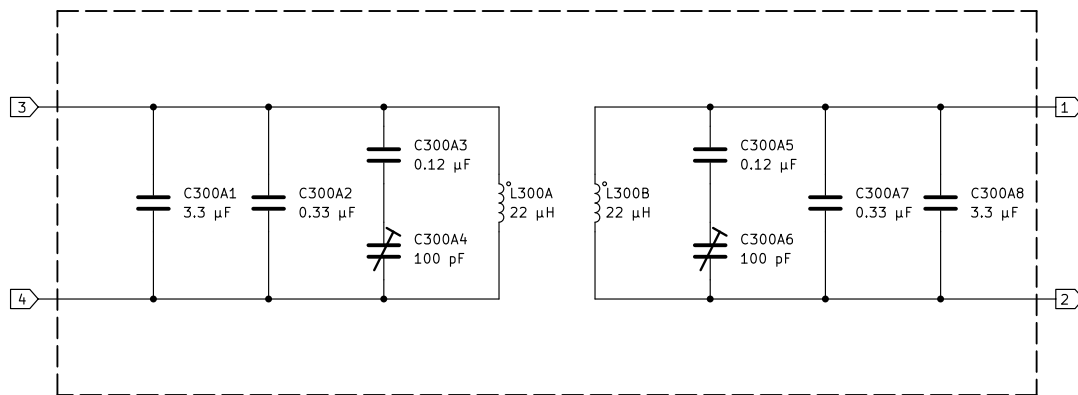 3
1
C300A3
0.12 µF
C300A5
0.12 µF
C300A1
3.3 µF
C300A2
0.33 µF
L300A
22 µH
L300B
22 µH
C300A7
0.33 µF
C300A8
3.3 µF
C300A4
100 pF
C300A6
100 pF
4
2